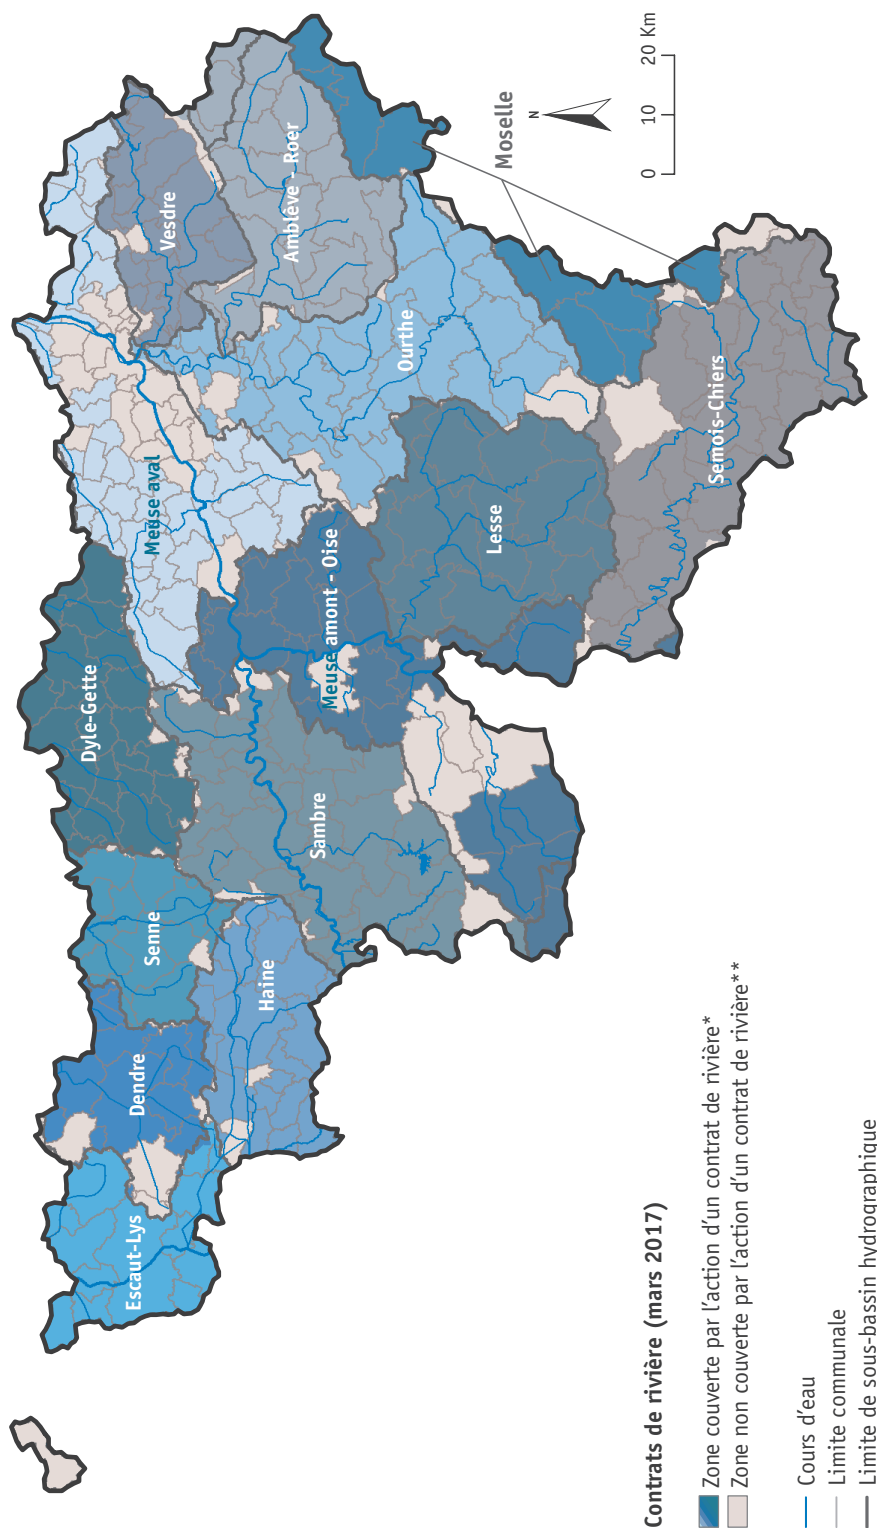 Escaut-Lys
Dendre
Senne
Haine
Dyle-Gette
Sambre
Meuse aval
Meuse amont - Oise
Lesse
Vesdre
Amblève - Roer
Ourthe
Semois-Chiers
Moselle
N
0 10 20 Km
Contrats de rivière (mars 2017)
Zone couverte par l'action d'un contrat de rivière*
Zone non couverte par l'action d'un contrat de rivière**
Cours d'eau
Limite communale
Limite de sous-bassin hydrographique